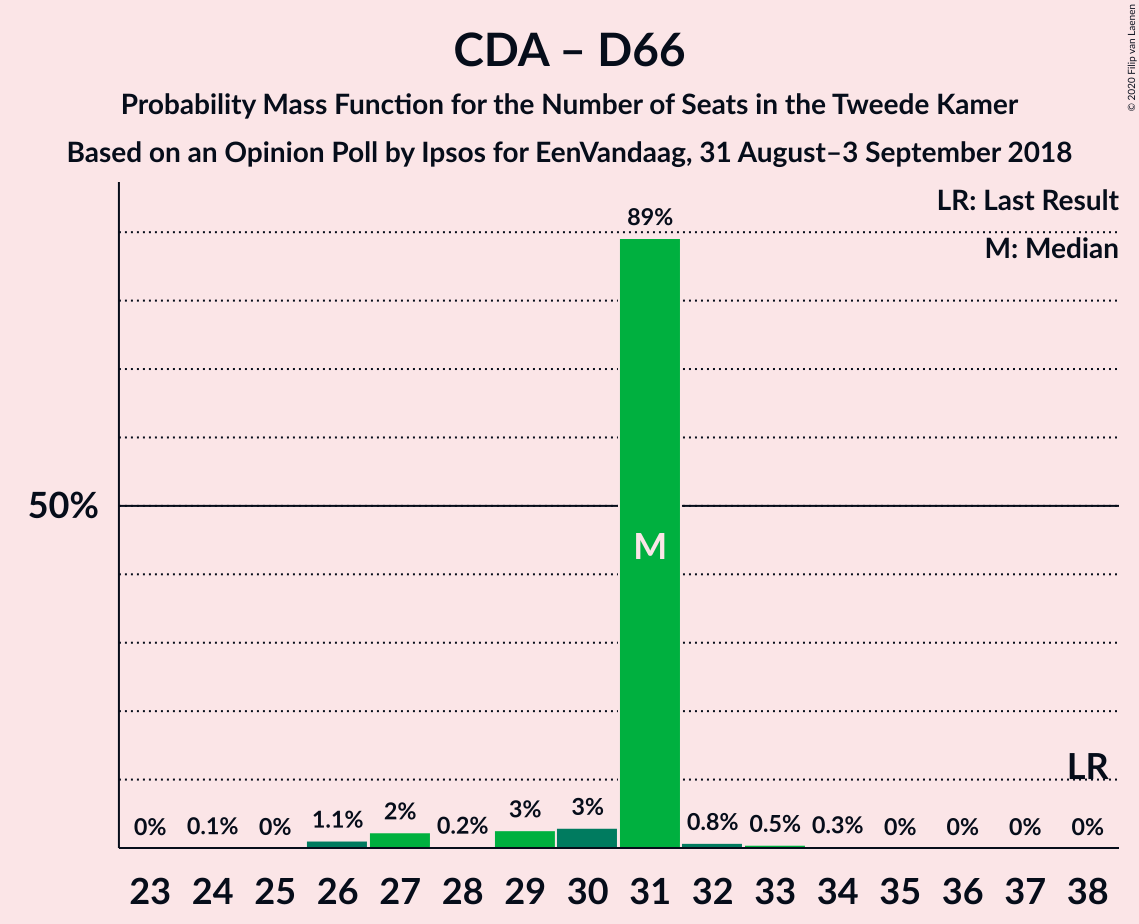 CDA – D66
Probability Mass Function for the Number of Seats in the Tweede Kamer
Based on an Opinion Poll by Ipsos for EenVandaag, 31 August–3 September 2018
© 2020 Filip van Laenen
LR: Last Result
M: Median
89%
50%
M
LR
0% 0.1% 0% 1.1% 2% 0.2% 3% 3% 0.8% 0.5% 0.3% 0% 0% 0% 0%
23 24 25 26 27 28 29 30 31 32 33 34 35 36 37 38